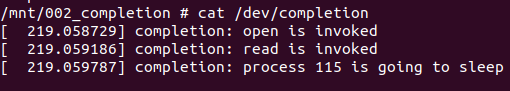 /mnt/002_completion # cat /dev/completion
[  219.058729] completion: open is invoked
[  219.059186] completion: read is invoked
[  219.059787] completion: process 115 is going to sleep